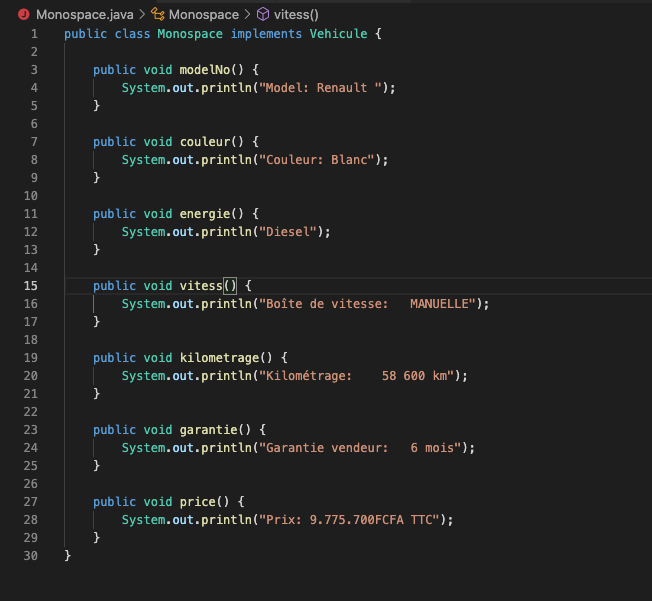 Monospace.java > Monospace > vitess()
1 public class Monospace implements Vehicule {
2
3     public void modelNo() {
4         System.out.println("Model: Renault ");
5     }
6
7     public void couleur() {
8         System.out.println("Couleur: Blanc");
9     }
10
11     public void energie() {
12         System.out.println("Diesel");
13     }
14
15     public void vitess() {
16         System.out.println("Boîte de vitesse:   MANUELLE");
17     }
18
19     public void kilometrage() {
20         System.out.println("Kilométrage:    58 600 km");
21     }
22
23     public void garantie() {
24         System.out.println("Garantie vendeur:   6 mois");
25     }
26
27     public void price() {
28         System.out.println("Prix: 9.775.700FCFA TTC");
29     }
30 }